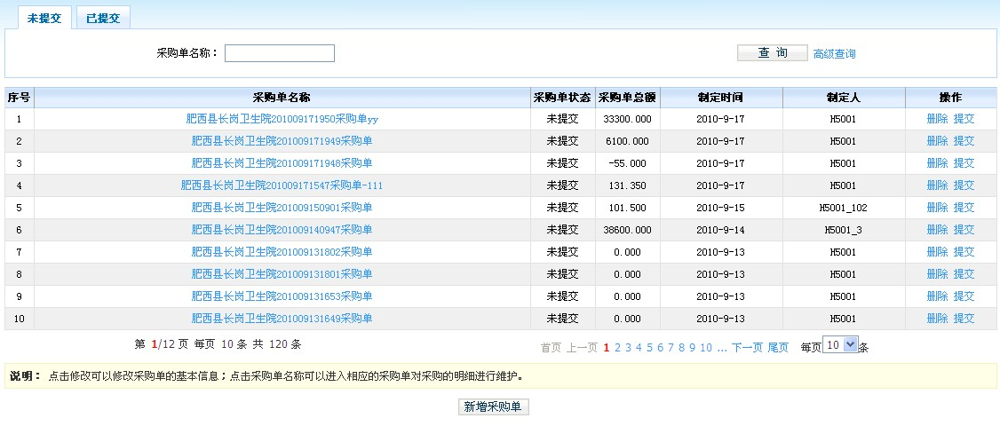 未提交 已提交
采购单名称： 查 询 高级查询
序号 采购单名称 采购单状态 采购单总额 制定时间 制定人 操作
1 肥西县长岗卫生院201009171950采购单yy 未提交 33300.000 2010-9-17 H5001 删除 提交
2 肥西县长岗卫生院201009171949采购单 未提交 6100.000 2010-9-17 H5001 删除 提交
3 肥西县长岗卫生院201009171948采购单 未提交 -55.000 2010-9-17 H5001 删除 提交
4 肥西县长岗卫生院201009171547采购单-111 未提交 131.350 2010-9-17 H5001 删除 提交
5 肥西县长岗卫生院201009150901采购单 未提交 101.500 2010-9-15 H5001_102 删除 提交
6 肥西县长岗卫生院201009140947采购单 未提交 38600.000 2010-9-14 H5001_3 删除 提交
7 肥西县长岗卫生院201009131802采购单 未提交 0.000 2010-9-13 H5001 删除 提交
8 肥西县长岗卫生院201009131801采购单 未提交 0.000 2010-9-13 H5001 删除 提交
9 肥西县长岗卫生院201009131653采购单 未提交 0.000 2010-9-13 H5001 删除 提交
10 肥西县长岗卫生院201009131649采购单 未提交 0.000 2010-9-13 H5001 删除 提交
第 1/12 页 每页 10 条 共 120 条 首页 上一页 1 2 3 4 5 6 7 8 9 10 ... 下一页 尾页 每页 10 条
说明： 点击修改可以修改采购单的基本信息；点击采购单名称可以进入相应的采购单对采购的明细进行维护。
新增采购单